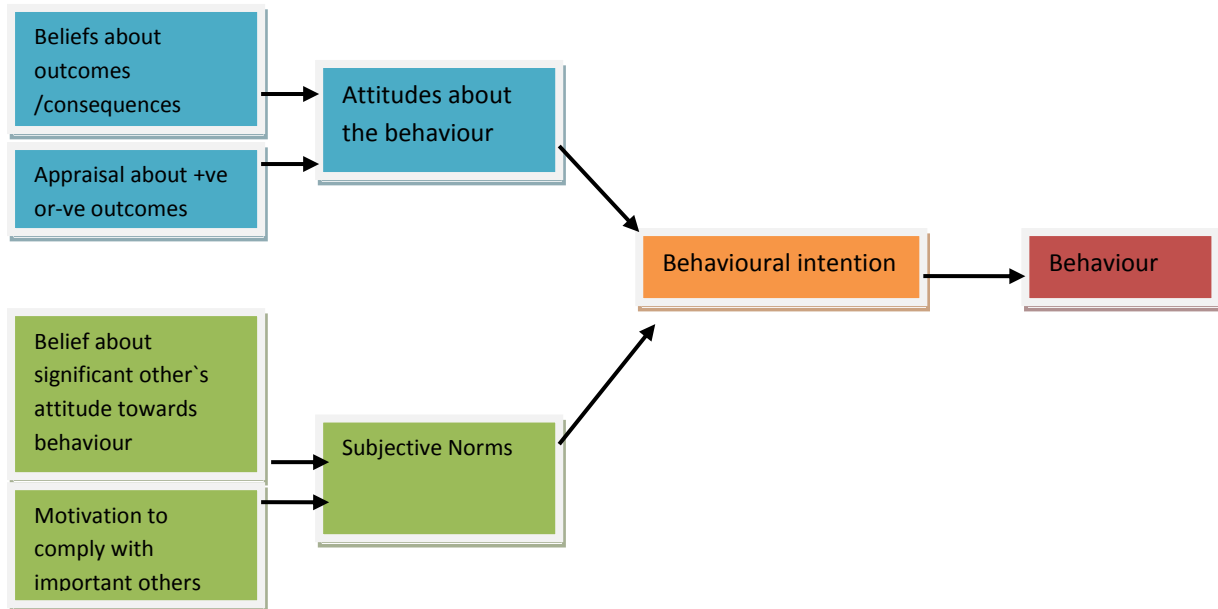 Beliefs about
outcomes
/consequences
Appraisal about +ve
or-ve outcomes
Attitudes about
the behaviour
Behavioural intention
Behaviour
Belief about
significant other`s
attitude towards
behaviour
Motivation to
comply with
important others
Subjective Norms